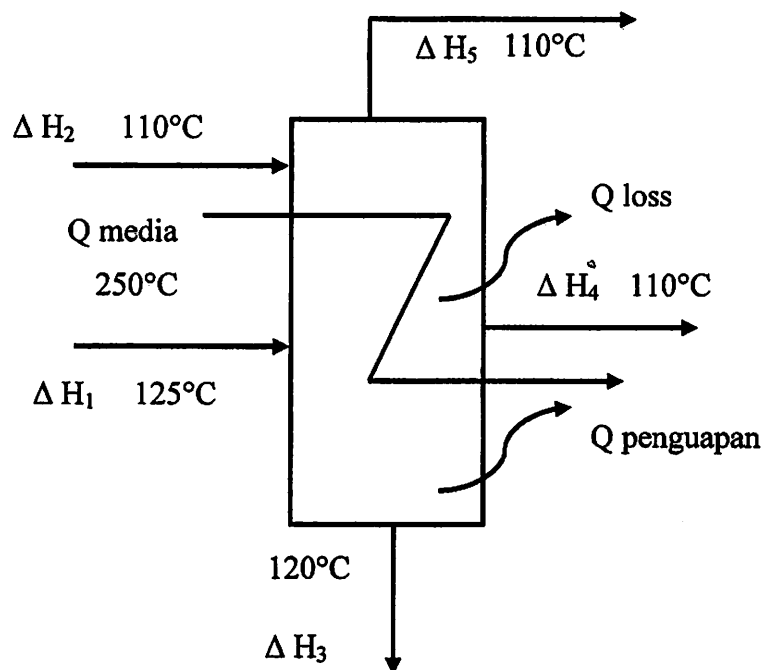 Δ H₅ 110°C
Δ H₂ 110°C
Q loss
Q media
250°C
Δ H₄ 110°C
Δ H₁ 125°C
Q penguapan
120°C
Δ H₃